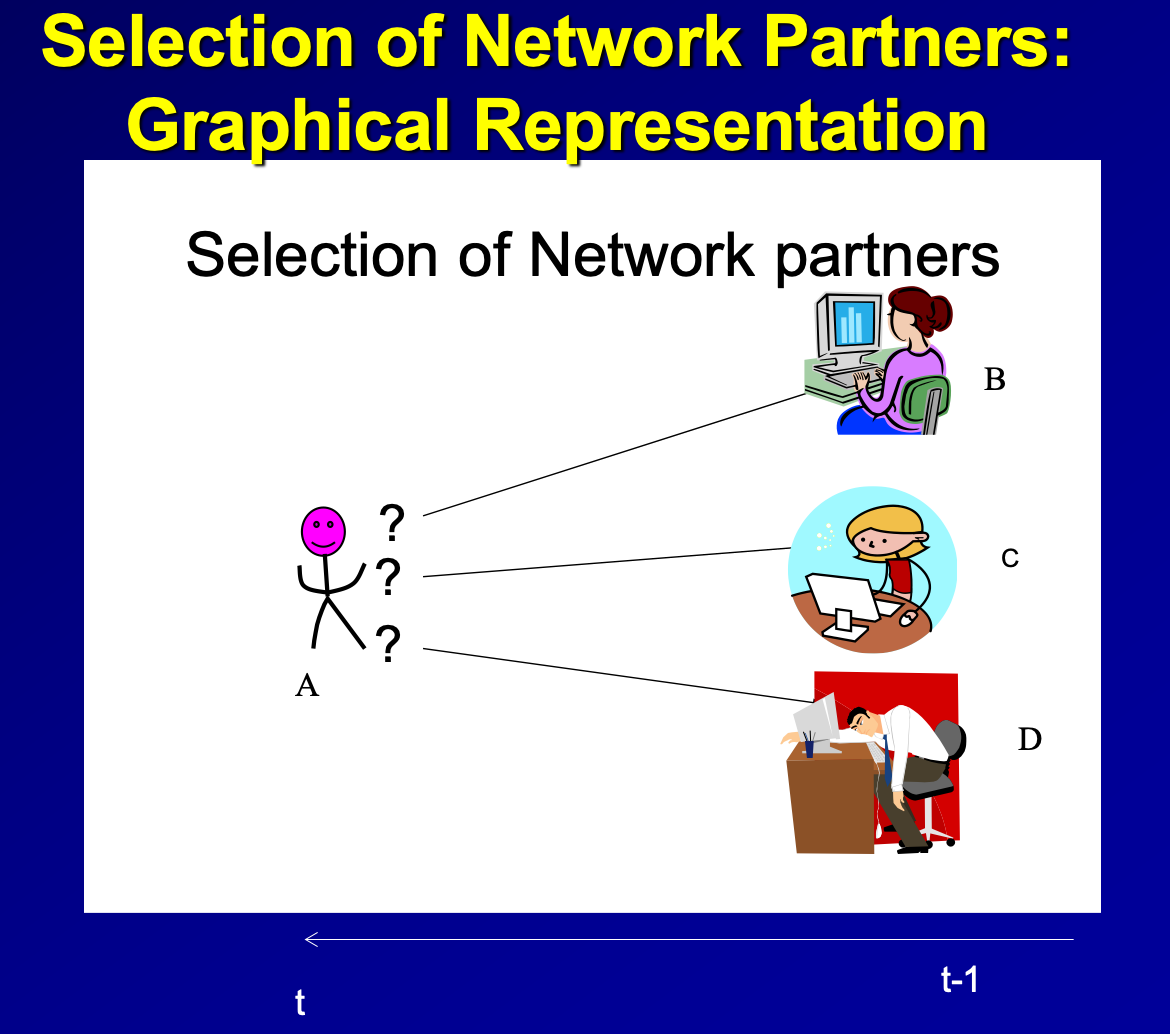 Selection of Network Partners:
Graphical Representation
Selection of Network partners
B
?
?
C
?
A
D
t-1
t